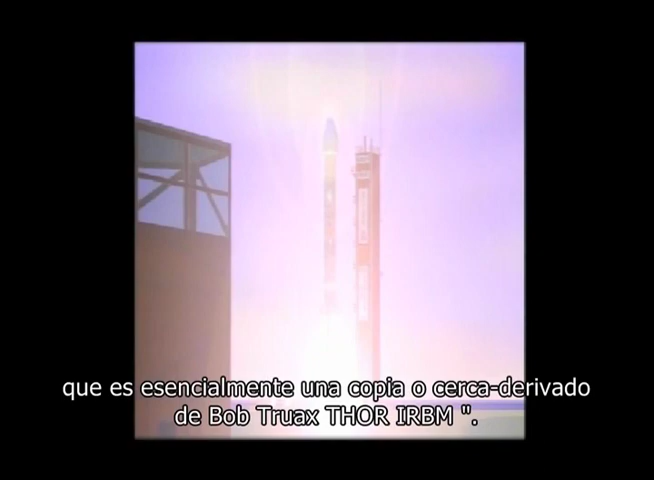 que es esencialmente una copia o cerca-derivado
de Bob Truax THOR IRBM ".